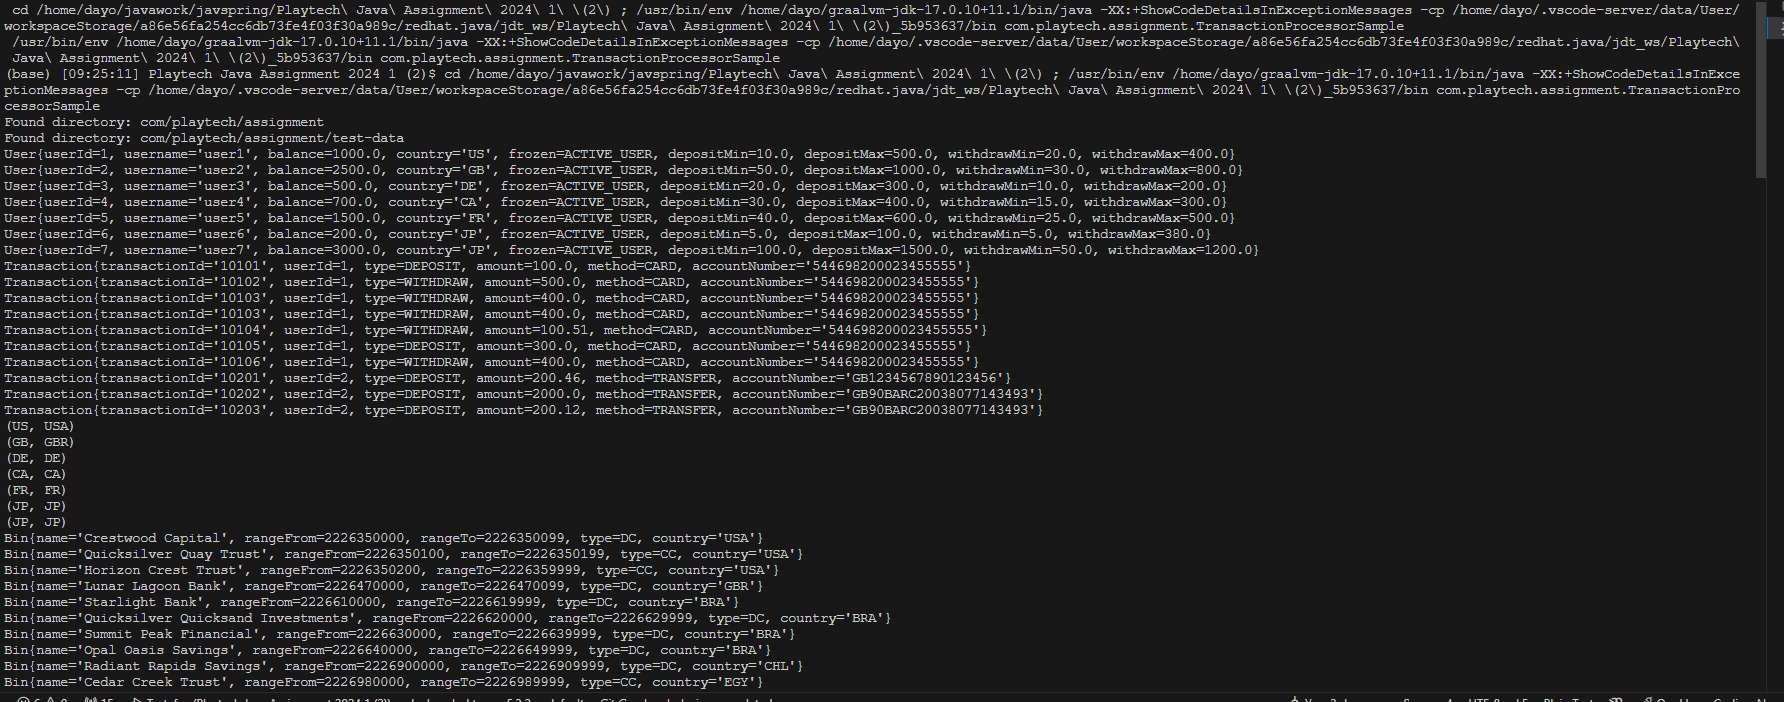 cd /home/dayo/javawork/javspring/Playtech\ Java\ Assignment\ 2024\ 1\ \(2\) ; /usr/bin/env /home/dayo/graalvm-jdk-17.0.10+11.1/bin/java -XX:+ShowCodeDetailsInExceptionMessages -cp /home/dayo/.vscode-server/data/User/
workspaceStorage/a86e56fa254cc6db73fe4f03f30a989c/redhat.java/jdt_ws/Playtech\ Java\ Assignment\ 2024\ 1\ \(2\)_5b953637/bin com.playtech.assignment.TransactionProcessorSample
/usr/bin/env /home/dayo/graalvm-jdk-17.0.10+11.1/bin/java -XX:+ShowCodeDetailsInExceptionMessages -cp /home/dayo/.vscode-server/data/User/workspaceStorage/a86e56fa254cc6db73fe4f03f30a989c/redhat.java/jdt_ws/Playtech\
Java\ Assignment\ 2024\ 1\ \(2\)_5b953637/bin com.playtech.assignment.TransactionProcessorSample
(base) [09:25:11] Playtech Java Assignment 2024 1 (2)$ cd /home/dayo/javawork/javspring/Playtech\ Java\ Assignment\ 2024\ 1\ \(2\) ; /usr/bin/env /home/dayo/graalvm-jdk-17.0.10+11.1/bin/java -XX:+ShowCodeDetailsInExce
ptionMessages -cp /home/dayo/.vscode-server/data/User/workspaceStorage/a86e56fa254cc6db73fe4f03f30a989c/redhat.java/jdt_ws/Playtech\ Java\ Assignment\ 2024\ 1\ \(2\)_5b953637/bin com.playtech.assignment.TransactionPro
cessorSample
Found directory: com/playtech/assignment
Found directory: com/playtech/assignment/test-data
User{userId=1, username='user1', balance=1000.0, country='US', frozen=ACTIVE_USER, depositMin=10.0, depositMax=500.0, withdrawMin=20.0, withdrawMax=400.0}
User{userId=2, username='user2', balance=2500.0, country='GB', frozen=ACTIVE_USER, depositMin=50.0, depositMax=1000.0, withdrawMin=30.0, withdrawMax=800.0}
User{userId=3, username='user3', balance=500.0, country='DE', frozen=ACTIVE_USER, depositMin=20.0, depositMax=300.0, withdrawMin=10.0, withdrawMax=200.0}
User{userId=4, username='user4', balance=700.0, country='CA', frozen=ACTIVE_USER, depositMin=30.0, depositMax=400.0, withdrawMin=15.0, withdrawMax=300.0}
User{userId=5, username='user5', balance=1500.0, country='FR', frozen=ACTIVE_USER, depositMin=40.0, depositMax=600.0, withdrawMin=25.0, withdrawMax=500.0}
User{userId=6, username='user6', balance=200.0, country='JP', frozen=ACTIVE_USER, depositMin=5.0, depositMax=100.0, withdrawMin=5.0, withdrawMax=380.0}
User{userId=7, username='user7', balance=3000.0, country='JP', frozen=ACTIVE_USER, depositMin=100.0, depositMax=1500.0, withdrawMin=50.0, withdrawMax=1200.0}
Transaction{transactionId='10101', userId=1, type=DEPOSIT, amount=100.0, method=CARD, accountNumber='544698200023455555'}
Transaction{transactionId='10102', userId=1, type=WITHDRAW, amount=500.0, method=CARD, accountNumber='544698200023455555'}
Transaction{transactionId='10103', userId=1, type=WITHDRAW, amount=400.0, method=CARD, accountNumber='544698200023455555'}
Transaction{transactionId='10103', userId=1, type=WITHDRAW, amount=400.0, method=CARD, accountNumber='544698200023455555'}
Transaction{transactionId='10104', userId=1, type=WITHDRAW, amount=100.51, method=CARD, accountNumber='544698200023455555'}
Transaction{transactionId='10105', userId=1, type=DEPOSIT, amount=300.0, method=CARD, accountNumber='544698200023455555'}
Transaction{transactionId='10106', userId=1, type=WITHDRAW, amount=400.0, method=CARD, accountNumber='544698200023455555'}
Transaction{transactionId='10201', userId=2, type=DEPOSIT, amount=200.46, method=TRANSFER, accountNumber='GB1234567890123456'}
Transaction{transactionId='10202', userId=2, type=DEPOSIT, amount=2000.0, method=TRANSFER, accountNumber='GB90BARC20038077143493'}
Transaction{transactionId='10203', userId=2, type=DEPOSIT, amount=200.12, method=TRANSFER, accountNumber='GB90BARC20038077143493'}
(US, USA)
(GB, GBR)
(DE, DE)
(CA, CA)
(FR, FR)
(JP, JP)
(JP, JP)
Bin{name='Crestwood Capital', rangeFrom=2226350000, rangeTo=2226350099, type=DC, country='USA'}
Bin{name='Quicksilver Quay Trust', rangeFrom=2226350100, rangeTo=2226350199, type=CC, country='USA'}
Bin{name='Horizon Crest Trust', rangeFrom=2226350200, rangeTo=2226359999, type=CC, country='USA'}
Bin{name='Lunar Lagoon Bank', rangeFrom=2226470000, rangeTo=2226470099, type=DC, country='GBR'}
Bin{name='Starlight Bank', rangeFrom=2226610000, rangeTo=2226619999, type=DC, country='BRA'}
Bin{name='Quicksilver Quicksand Investments', rangeFrom=2226620000, rangeTo=2226629999, type=DC, country='BRA'}
Bin{name='Summit Peak Financial', rangeFrom=2226630000, rangeTo=2226639999, type=DC, country='BRA'}
Bin{name='Opal Oasis Savings', rangeFrom=2226640000, rangeTo=2226649999, type=DC, country='BRA'}
Bin{name='Radiant Rapids Savings', rangeFrom=2226900000, rangeTo=2226909999, type=DC, country='CHL'}
Bin{name='Cedar Creek Trust', rangeFrom=2226980000, rangeTo=2226989999, type=CC, country='EGY'}